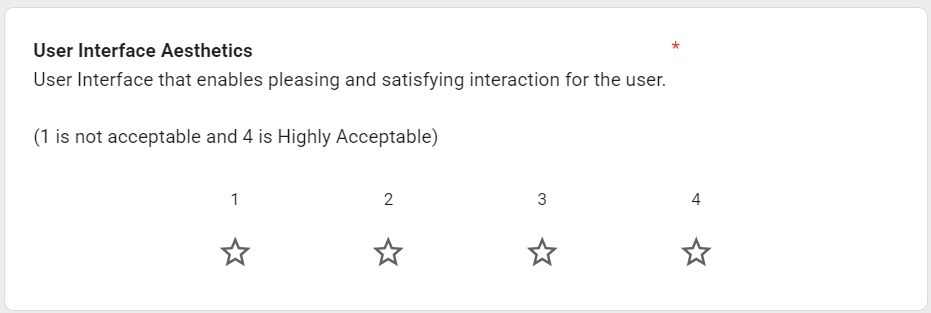 User Interface Aesthetics *
User Interface that enables pleasing and satisfying interaction for the user.
(1 is not acceptable and 4 is Highly Acceptable)
1 2 3 4